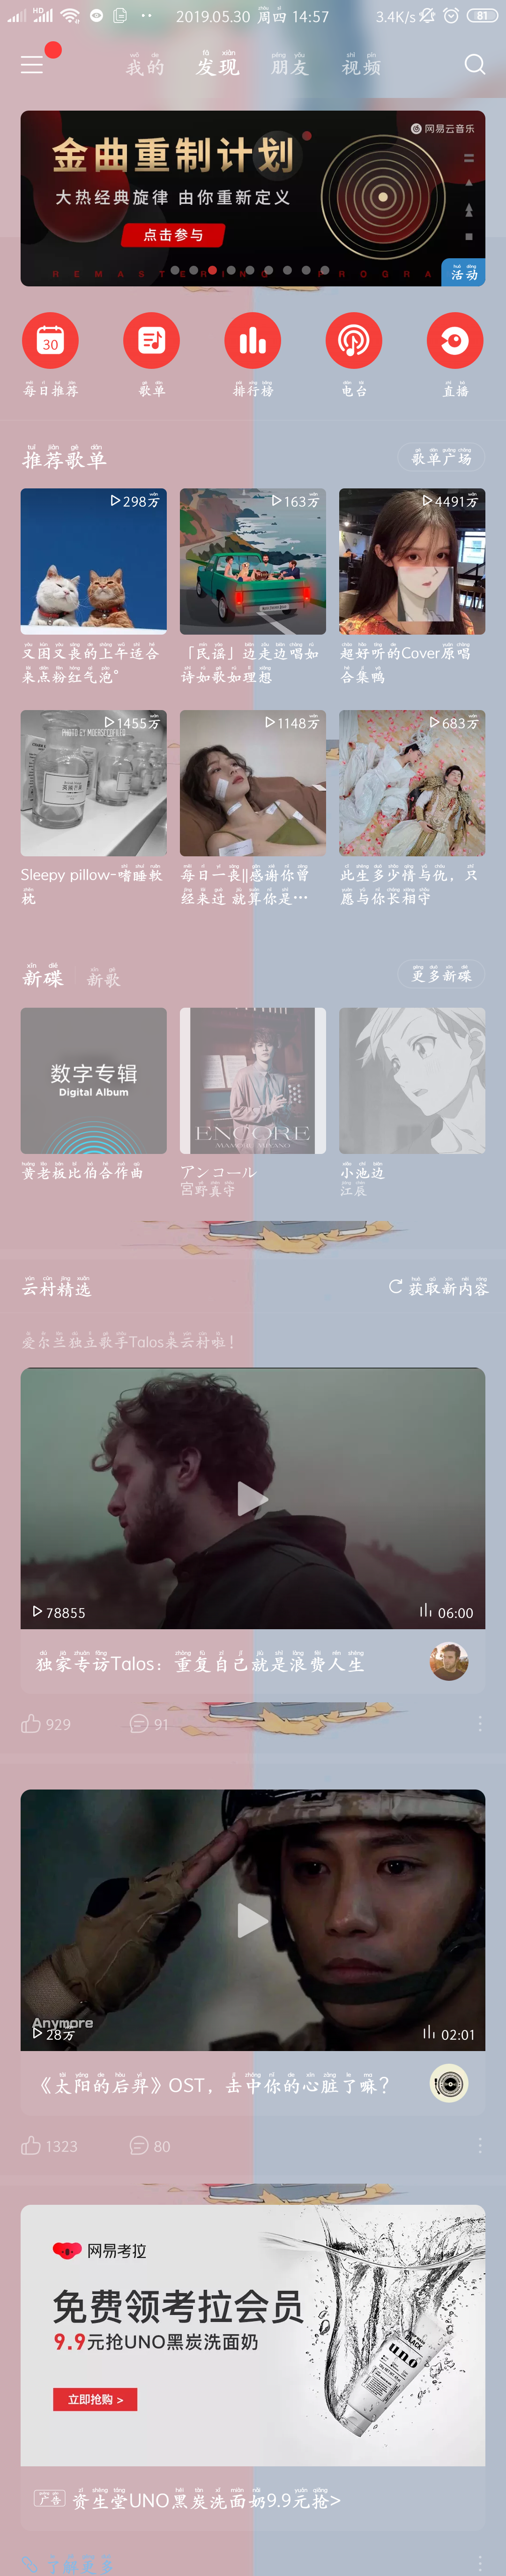 HD 2019.05.30 周四 14:57 3.4K/s 81
我的 发现 朋友 视频
网易云音乐
金曲重制计划
大热经典旋律 由你重新定义
点击参与
活动
30
每日推荐 歌单 排行榜 电台 直播
推荐歌单 歌单广场
298万 163万 4491万
又困又丧的上午适合 「民谣」边走边唱如 超好听的Cover原唱
来点粉红气泡° 诗如歌如理想 合集鸭
1455万 1148万 683万
PHOTO BY MOERSEEOFKED
Sleepy pillow-嗜睡软 每日一丧||感谢你曾 此生多少情与仇，只
枕 经来过 就算你是… 愿与你长相守
新碟 新歌 更多新碟
数字专辑
Digital Album
ENCORE
MAMORU MIYANO
黄老板比伯合作曲 アンコール 小池边
宮野真守 江辰
云村精选 获取新内容
爱尔兰独立歌手Talos来云村啦！
78855 06:00
独家专访Talos：重复自己就是浪费人生
929 91
Anymore
28万 02:01
《太阳的后羿》OST，击中你的心脏了嘛？
1323 80
网易考拉
免费领考拉会员
9.9元抢UNO黑炭洗面奶
立即抢购 >
BLACK
uno
广告 资生堂UNO黑炭洗面奶9.9元抢>
了解更多